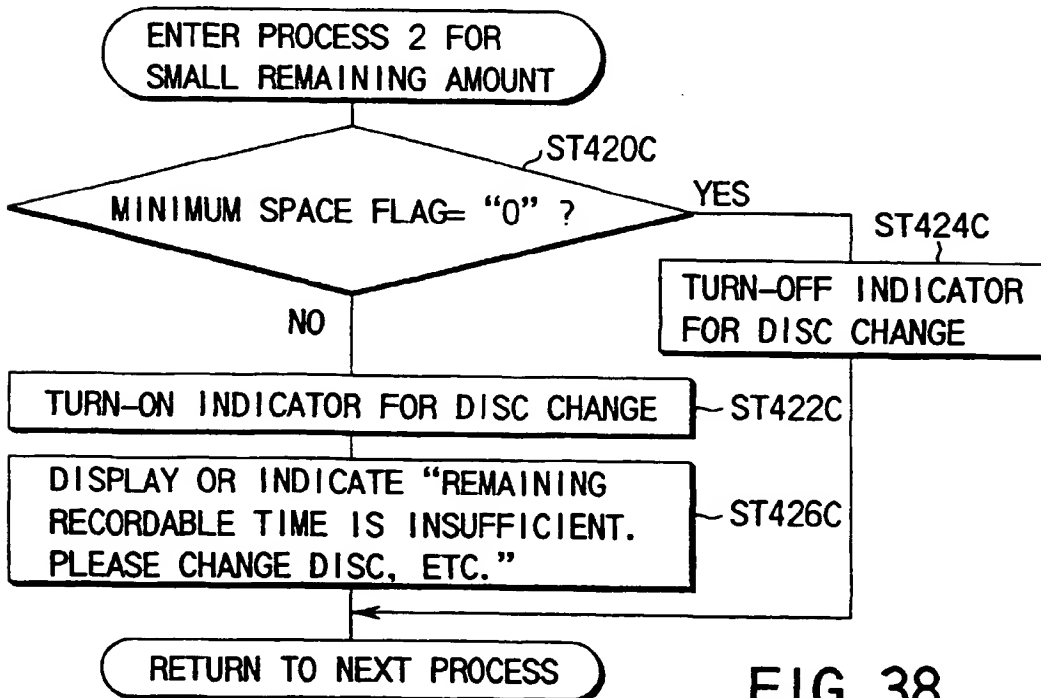 ENTER PROCESS 2 FOR
SMALL REMAINING AMOUNT
ST420C
MINIMUM SPACE FLAG= “0” ?
YES
ST424C
TURN-OFF INDICATOR
FOR DISC CHANGE
NO
TURN-ON INDICATOR FOR DISC CHANGE
ST422C
DISPLAY OR INDICATE “REMAINING
RECORDABLE TIME IS INSUFFICIENT.
PLEASE CHANGE DISC, ETC.”
ST426C
RETURN TO NEXT PROCESS
FIG. 38